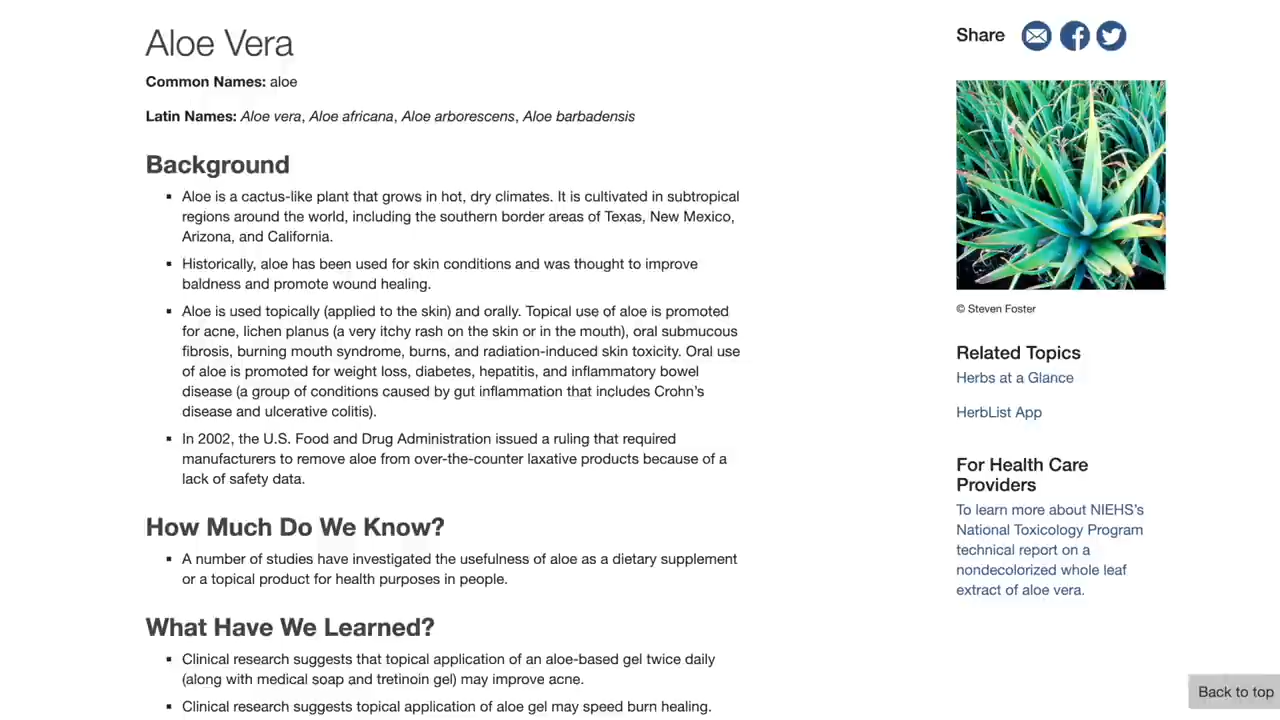 Aloe Vera
Common Names: aloe
Latin Names: Aloe vera, Aloe africana, Aloe arborescens, Aloe barbadensis
Background
▪ Aloe is a cactus-like plant that grows in hot, dry climates. It is cultivated in subtropical
regions around the world, including the southern border areas of Texas, New Mexico,
Arizona, and California.
▪ Historically, aloe has been used for skin conditions and was thought to improve
baldness and promote wound healing.
▪ Aloe is used topically (applied to the skin) and orally. Topical use of aloe is promoted
for acne, lichen planus (a very itchy rash on the skin or in the mouth), oral submucous
fibrosis, burning mouth syndrome, burns, and radiation-induced skin toxicity. Oral use
of aloe is promoted for weight loss, diabetes, hepatitis, and inflammatory bowel
disease (a group of conditions caused by gut inflammation that includes Crohn’s
disease and ulcerative colitis).
▪ In 2002, the U.S. Food and Drug Administration issued a ruling that required
manufacturers to remove aloe from over-the-counter laxative products because of a
lack of safety data.
How Much Do We Know?
▪ A number of studies have investigated the usefulness of aloe as a dietary supplement
or a topical product for health purposes in people.
What Have We Learned?
▪ Clinical research suggests that topical application of an aloe-based gel twice daily
(along with medical soap and tretinoin gel) may improve acne.
▪ Clinical research suggests topical application of aloe gel may speed burn healing.
Share
© Steven Foster
Related Topics
Herbs at a Glance
HerbList App
For Health Care
Providers
To learn more about NIEHS’s
National Toxicology Program
technical report on a
nondecolorized whole leaf
extract of aloe vera.
Back to top